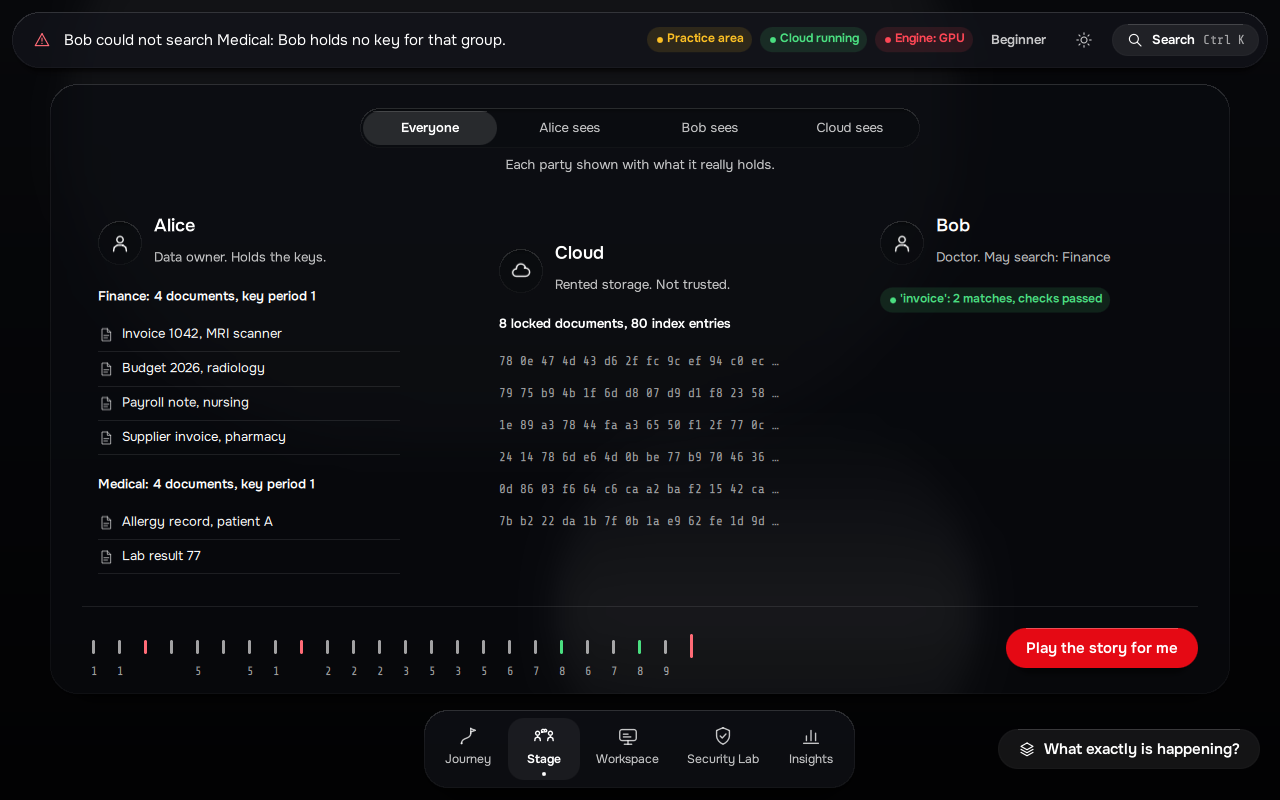 Bob could not search Medical: Bob holds no key for that group.
Practice area
Cloud running
Engine: GPU
Beginner
Search Ctrl K
Everyone
Alice sees
Bob sees
Cloud sees
Each party shown with what it really holds.
Alice
Data owner. Holds the keys.
Finance: 4 documents, key period 1
Invoice 1042, MRI scanner
Budget 2026, radiology
Payroll note, nursing
Supplier invoice, pharmacy
Medical: 4 documents, key period 1
Allergy record, patient A
Lab result 77
Cloud
Rented storage. Not trusted.
8 locked documents, 80 index entries
78 0e 47 4d 43 d6 2f fc 9c ef 94 c0 ec …
79 75 b9 4b 1f 6d d8 07 d9 d1 f8 23 58 …
1e 89 a3 78 44 fa a3 65 50 f1 2f 77 0c …
24 14 78 6d e6 4d 0b be 77 b9 70 46 36 …
0d 86 03 f6 64 c6 ca a2 ba f2 15 42 ca …
7b b2 22 da 1b 7f 0b 1a e9 62 fe 1d 9d …
Bob
Doctor. May search: Finance
'invoice': 2 matches, checks passed
1 1 5 5 1 2 2 2 3 5 3 5 6 7 8 6 7 8 9
Play the story for me
Journey
Stage
Workspace
Security Lab
Insights
What exactly is happening?